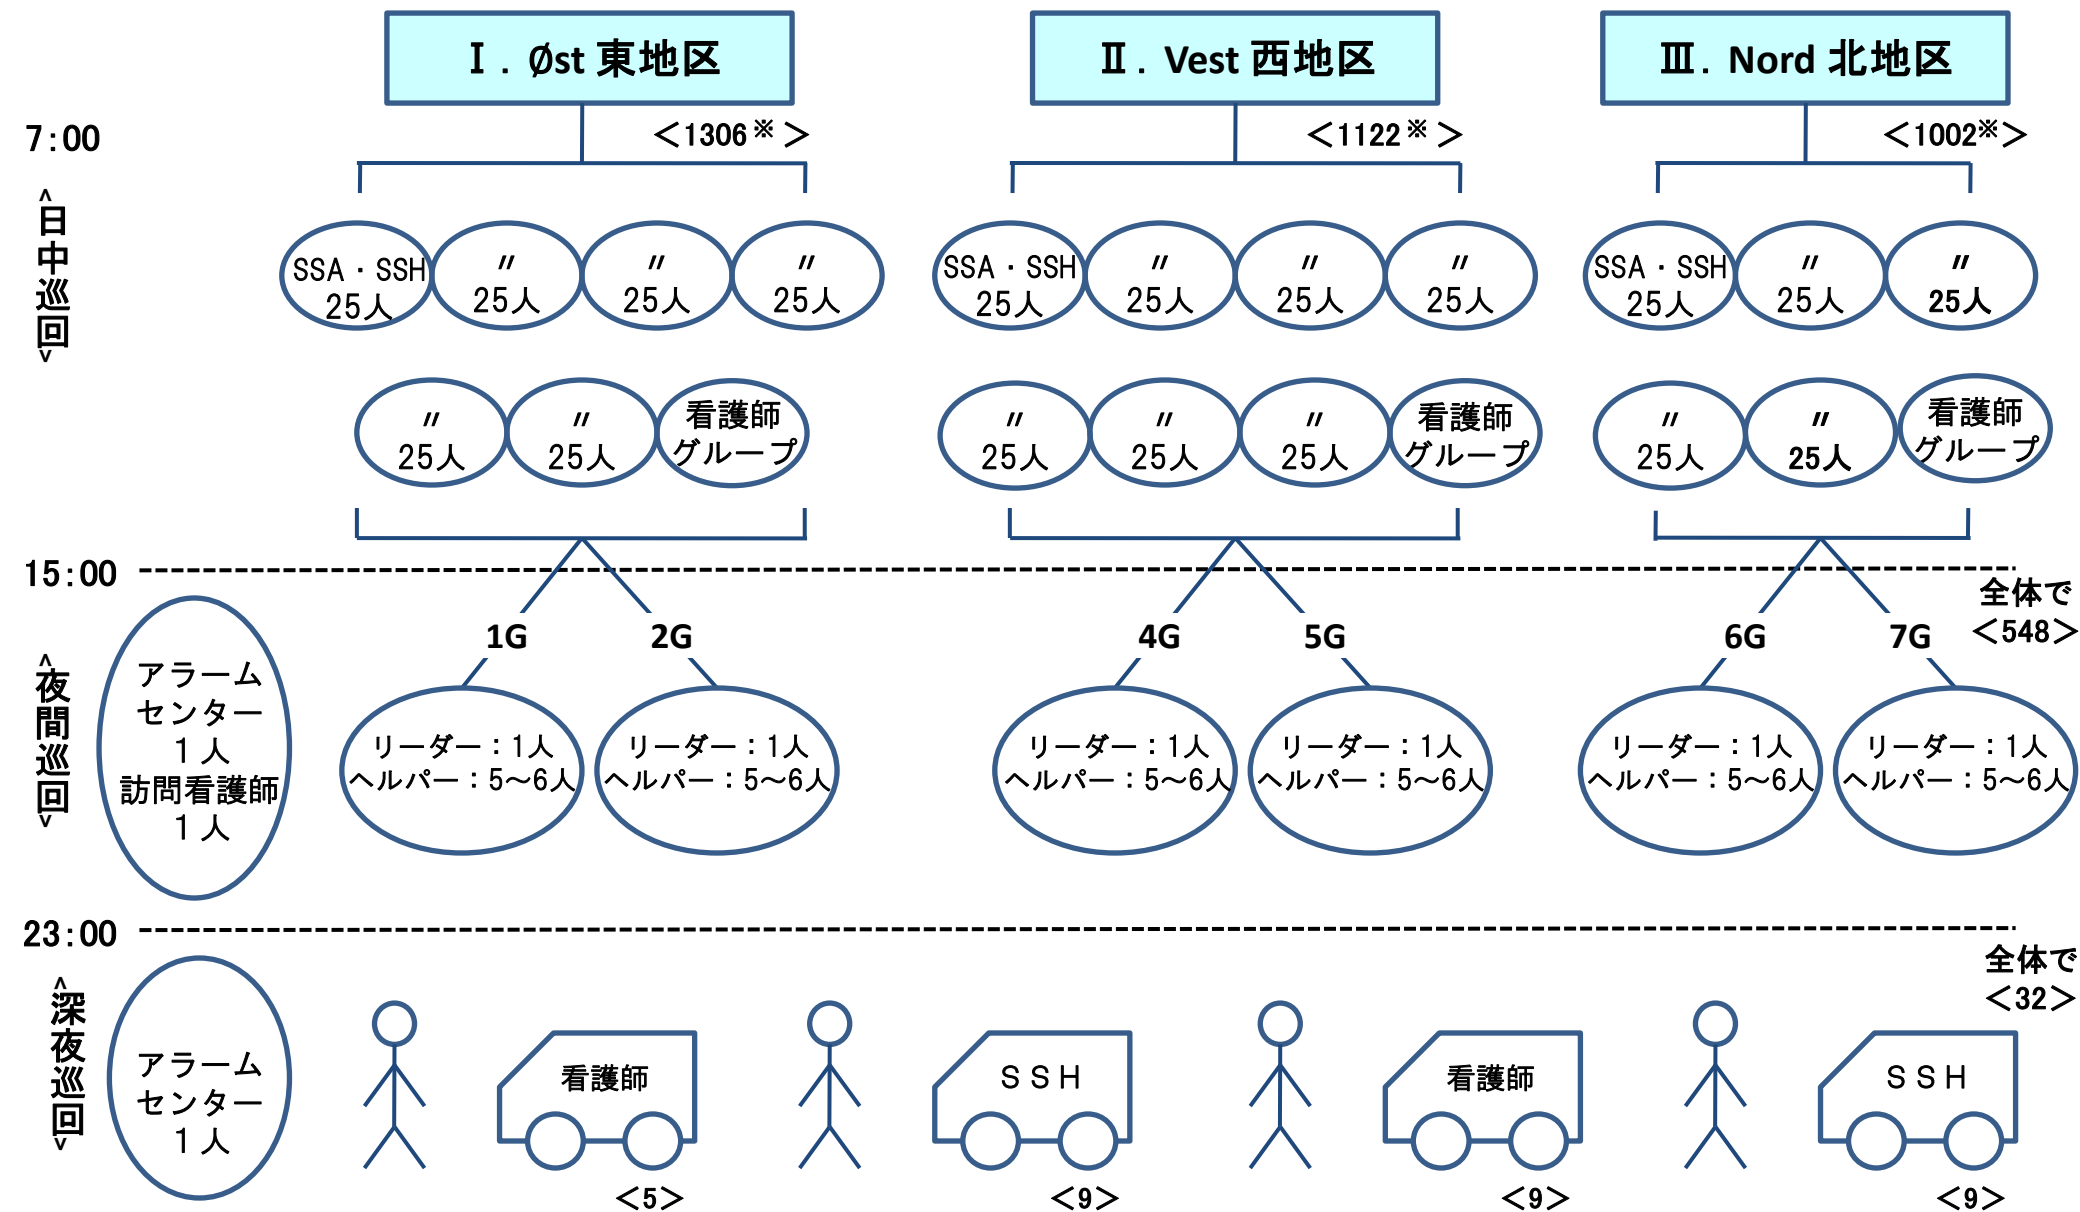 Ⅰ. Øst 東地区
Ⅱ. Vest 西地区
Ⅲ. Nord 北地区
7:00
<1306※>
<1122※>
<1002※>
<日中巡回>
SSA・SSH
25人
〃
25人
〃
25人
〃
25人
SSA・SSH
25人
〃
25人
〃
25人
〃
25人
SSA・SSH
25人
〃
25人
〃
25人
〃
25人
〃
25人
看護師
グループ
〃
25人
〃
25人
〃
25人
看護師
グループ
〃
25人
〃
25人
看護師
グループ
15:00
全体で
<548>
<夜間巡回>
アラーム
センター
1人
訪問看護師
1人
1G
2G
4G
5G
6G
7G
リーダー:1人
ヘルパー:5~6人
リーダー:1人
ヘルパー:5~6人
リーダー:1人
ヘルパー:5~6人
リーダー:1人
ヘルパー:5~6人
リーダー:1人
ヘルパー:5~6人
リーダー:1人
ヘルパー:5~6人
23:00
全体で
<32>
<深夜巡回>
アラーム
センター
1人
看護師
SSH
看護師
SSH
<5>
<9>
<9>
<9>